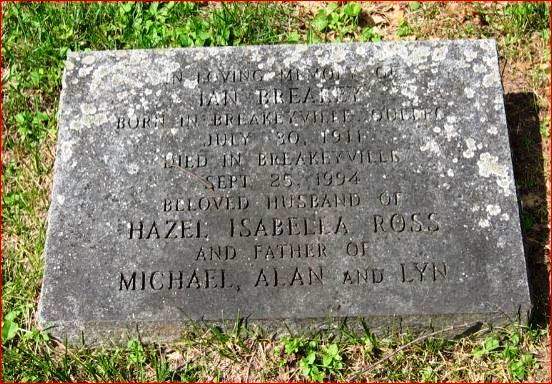 IN LOVING MEMORY OF
IAN BREAKEY
BORN IN BREAKEYVILLE, QUEBEC
JULY 30, 1911
DIED IN BREAKEYVILLE
SEPT. 25, 1994
BELOVED HUSBAND OF
HAZEL ISABELLA ROSS
AND FATHER OF
MICHAEL, ALAN AND LYN